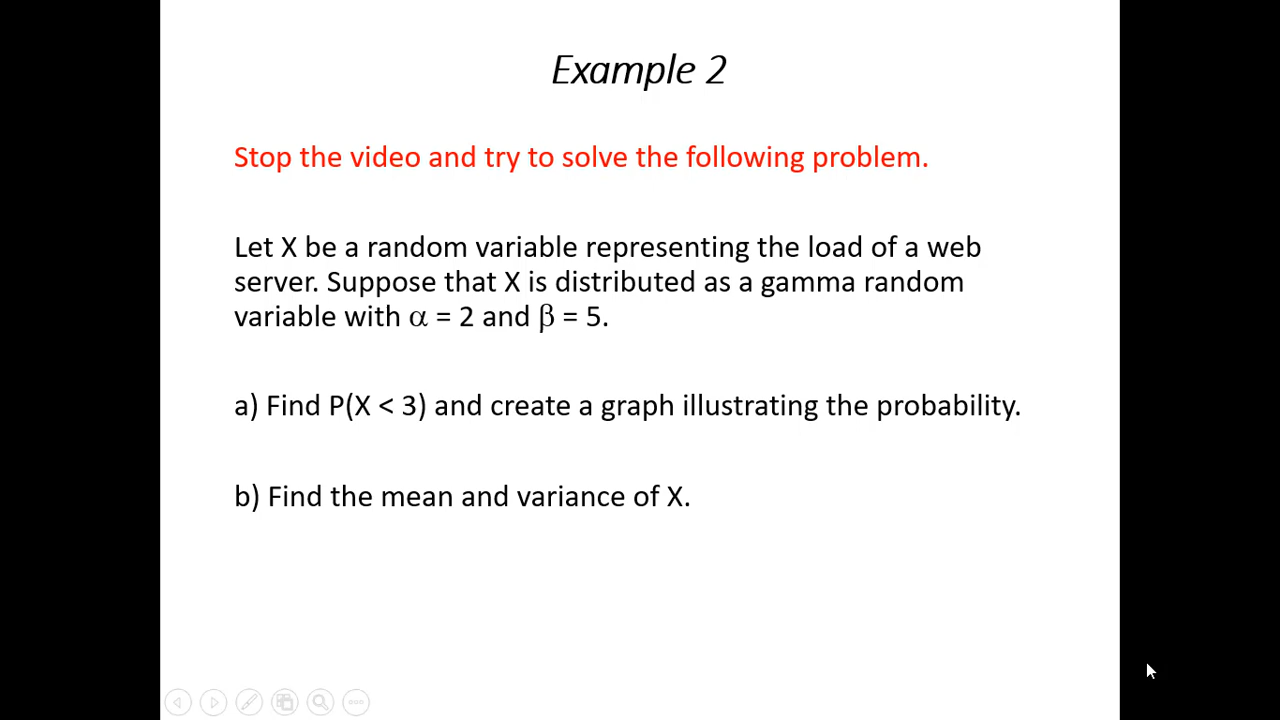 Example 2
Stop the video and try to solve the following problem.
Let X be a random variable representing the load of a web
server. Suppose that X is distributed as a gamma random
variable with α = 2 and β = 5.
a) Find P(X < 3) and create a graph illustrating the probability.
b) Find the mean and variance of X.